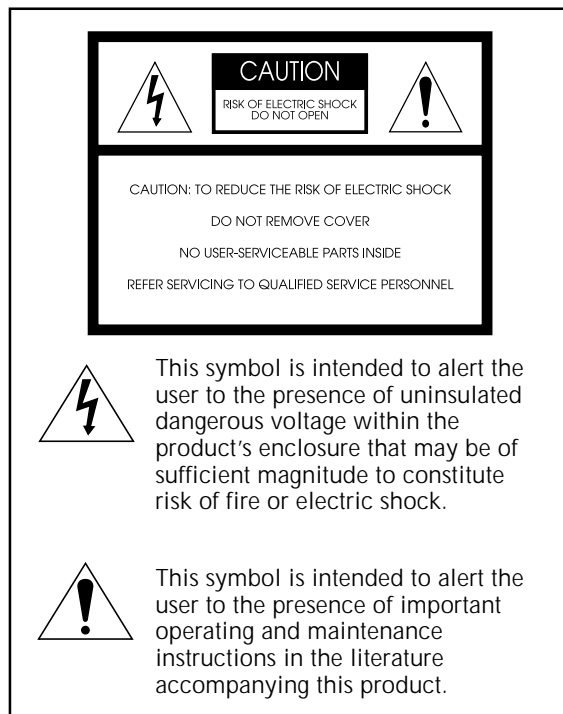 CAUTION
RISK OF ELECTRIC SHOCK
DO NOT OPEN
CAUTION: TO REDUCE THE RISK OF ELECTRIC SHOCK
DO NOT REMOVE COVER
NO USER-SERVICEABLE PARTS INSIDE
REFER SERVICING TO QUALIFIED SERVICE PERSONNEL
This symbol is intended to alert the
user to the presence of uninsulated
dangerous voltage within the
product's enclosure that may be of
sufficient magnitude to constitute
risk of fire or electric shock.
This symbol is intended to alert the
user to the presence of important
operating and maintenance
instructions in the literature
accompanying this product.